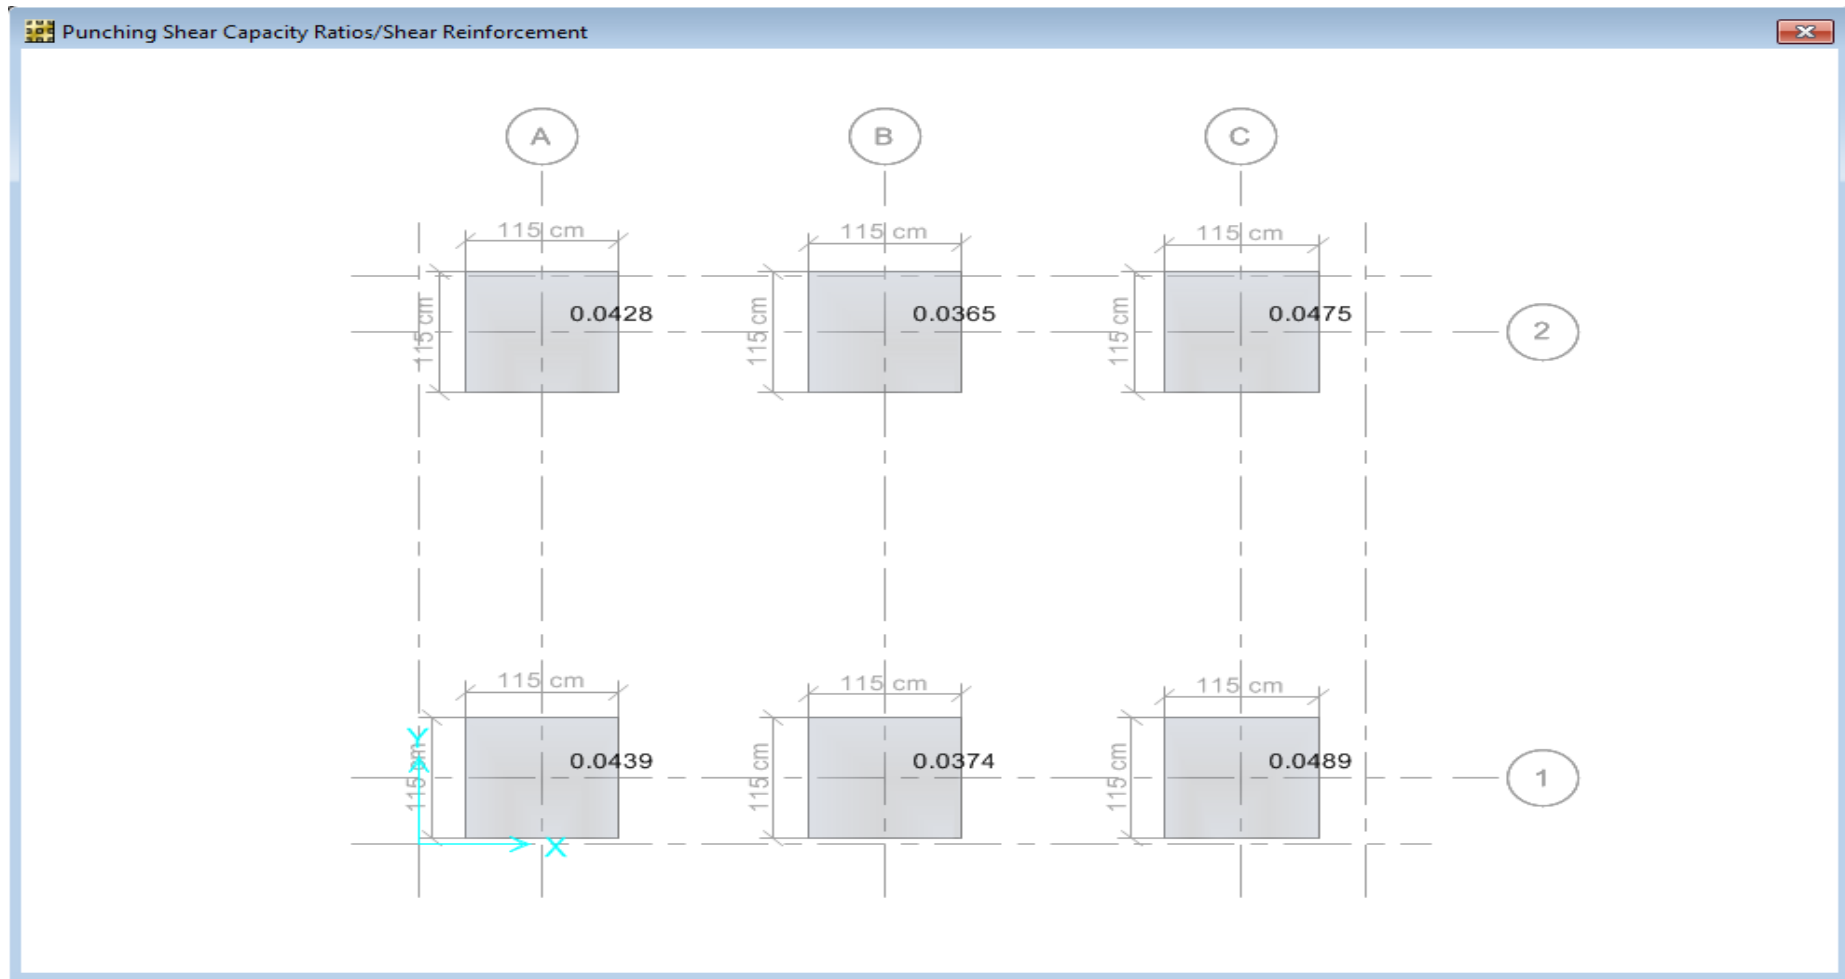 Punching Shear Capacity Ratios/Shear Reinforcement
A B C
115 cm 115 cm 115 cm
115 cm 0.0428 115 cm 0.0365 115 cm 0.0475 2
115 cm 115 cm 115 cm
Y
115 cm 0.0439 115 cm 0.0374 115 cm 0.0489 1
X